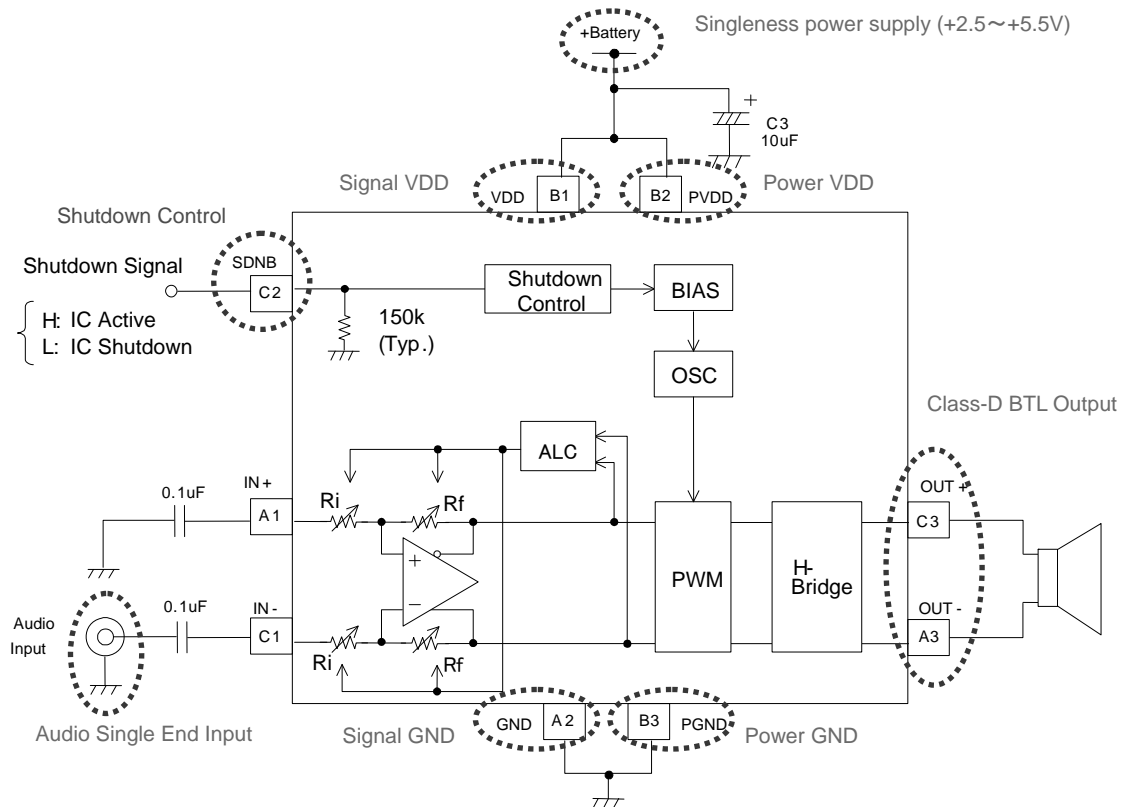 Singleness power supply (+2.5～+5.5V)
+Battery
+
C3
10uF
Signal VDD
VDD
B1
B2
PVDD
Power VDD
Shutdown Control
Shutdown Signal
SDNB
C2
H: IC Active
L: IC Shutdown
150k
(Typ.)
Shutdown
Control
BIAS
OSC
Class-D BTL Output
ALC
0.1uF
IN+
A1
Ri
Rf
+
−
PWM
H-
Bridge
OUT+
C3
OUT-
A3
Audio
Input
0.1uF
IN-
C1
Ri
Rf
Audio Single End Input
Signal GND
GND
A2
B3
PGND
Power GND